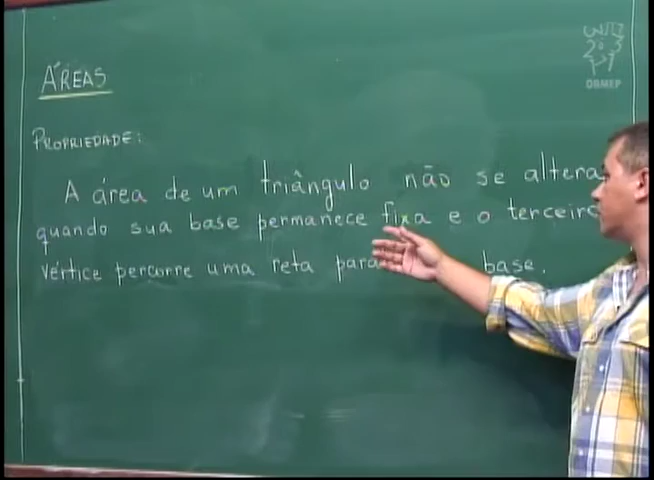 ÁREAS
PROPRIEDADE:
A área de um triângulo não se altera
quando sua base permanece fixa e o terceiro
vértice percorre uma reta base.
OBMEP